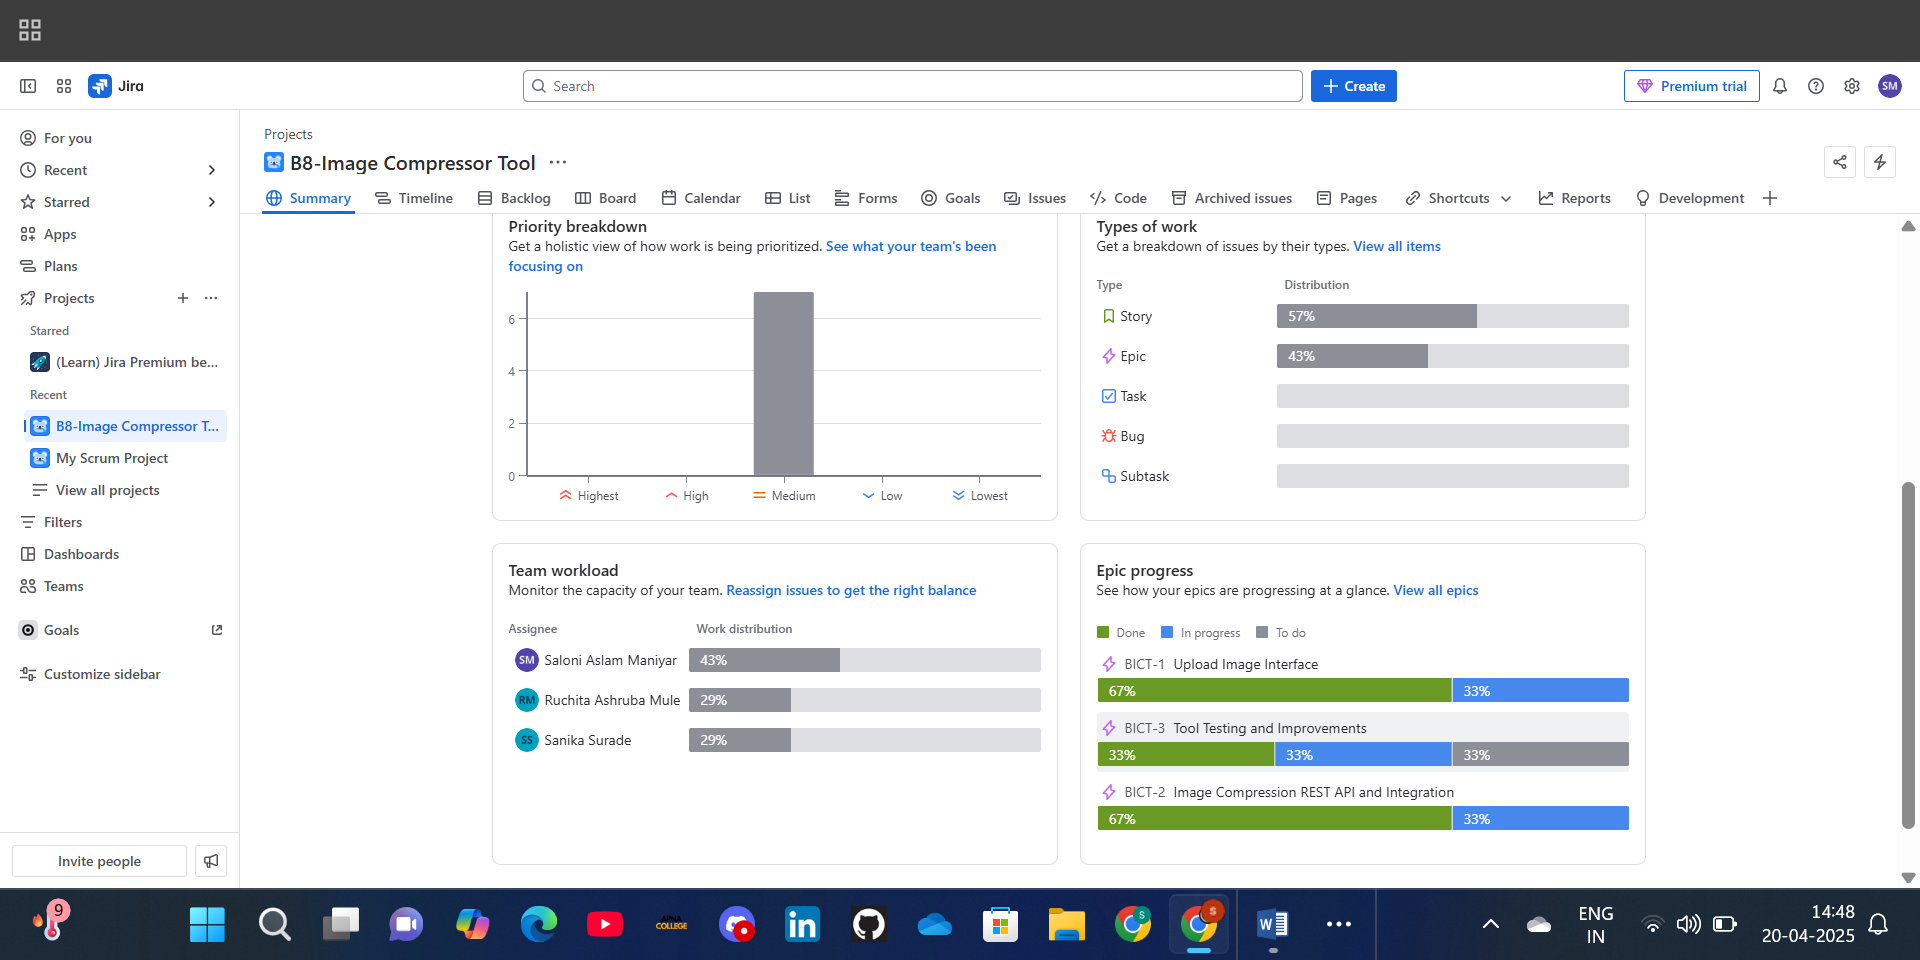 Jira
Search
Create
Premium trial
SM
For you
Recent
Starred
Apps
Plans
Projects
Starred
(Learn) Jira Premium be...
Recent
B8-Image Compressor T...
My Scrum Project
View all projects
Filters
Dashboards
Teams
Goals
Customize sidebar
Invite people
Projects
B8-Image Compressor Tool
Summary
Timeline
Backlog
Board
Calendar
List
Forms
Goals
Issues
Code
Archived issues
Pages
Shortcuts
Reports
Development
Priority breakdown
Get a holistic view of how work is being prioritized. See what your team's been
focusing on
6
4
2
0
Highest
High
Medium
Low
Lowest
Types of work
Get a breakdown of issues by their types. View all items
Type Distribution
Story 57%
Epic 43%
Task
Bug
Subtask
Team workload
Monitor the capacity of your team. Reassign issues to get the right balance
Assignee Work distribution
SM Saloni Aslam Maniyar 43%
RM Ruchita Ashruba Mule 29%
SS Sanika Surade 29%
Epic progress
See how your epics are progressing at a glance. View all epics
Done In progress To do
BICT-1 Upload Image Interface
67% 33%
BICT-3 Tool Testing and Improvements
33% 33% 33%
BICT-2 Image Compression REST API and Integration
67% 33%
9
APNA
COLLEGE
in
S
S
W
ENG
IN
14:48
20-04-2025